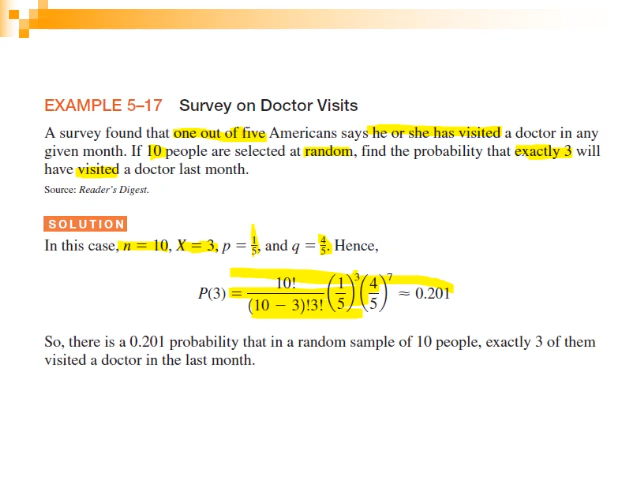 EXAMPLE 5–17 Survey on Doctor Visits
A survey found that one out of five Americans says he or she has visited a doctor in any
given month. If 10 people are selected at random, find the probability that exactly 3 will
have visited a doctor last month.
Source: Reader's Digest.
SOLUTION
In this case, n = 10, X = 3, p = 1/5, and q = 4/5. Hence,
P(3) = 10!/((10 − 3)!3!) (1/5)³(4/5)⁷ ≈ 0.201
So, there is a 0.201 probability that in a random sample of 10 people, exactly 3 of them
visited a doctor in the last month.